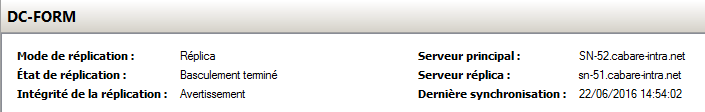 DC-FORM
Mode de réplication : Réplica Serveur principal : SN-52.cabare-intra.net
État de réplication : Basculement terminé Serveur réplica : sn-51.cabare-intra.net
Intégrité de la réplication : Avertissement Dernière synchronisation : 22/06/2016 14:54:02